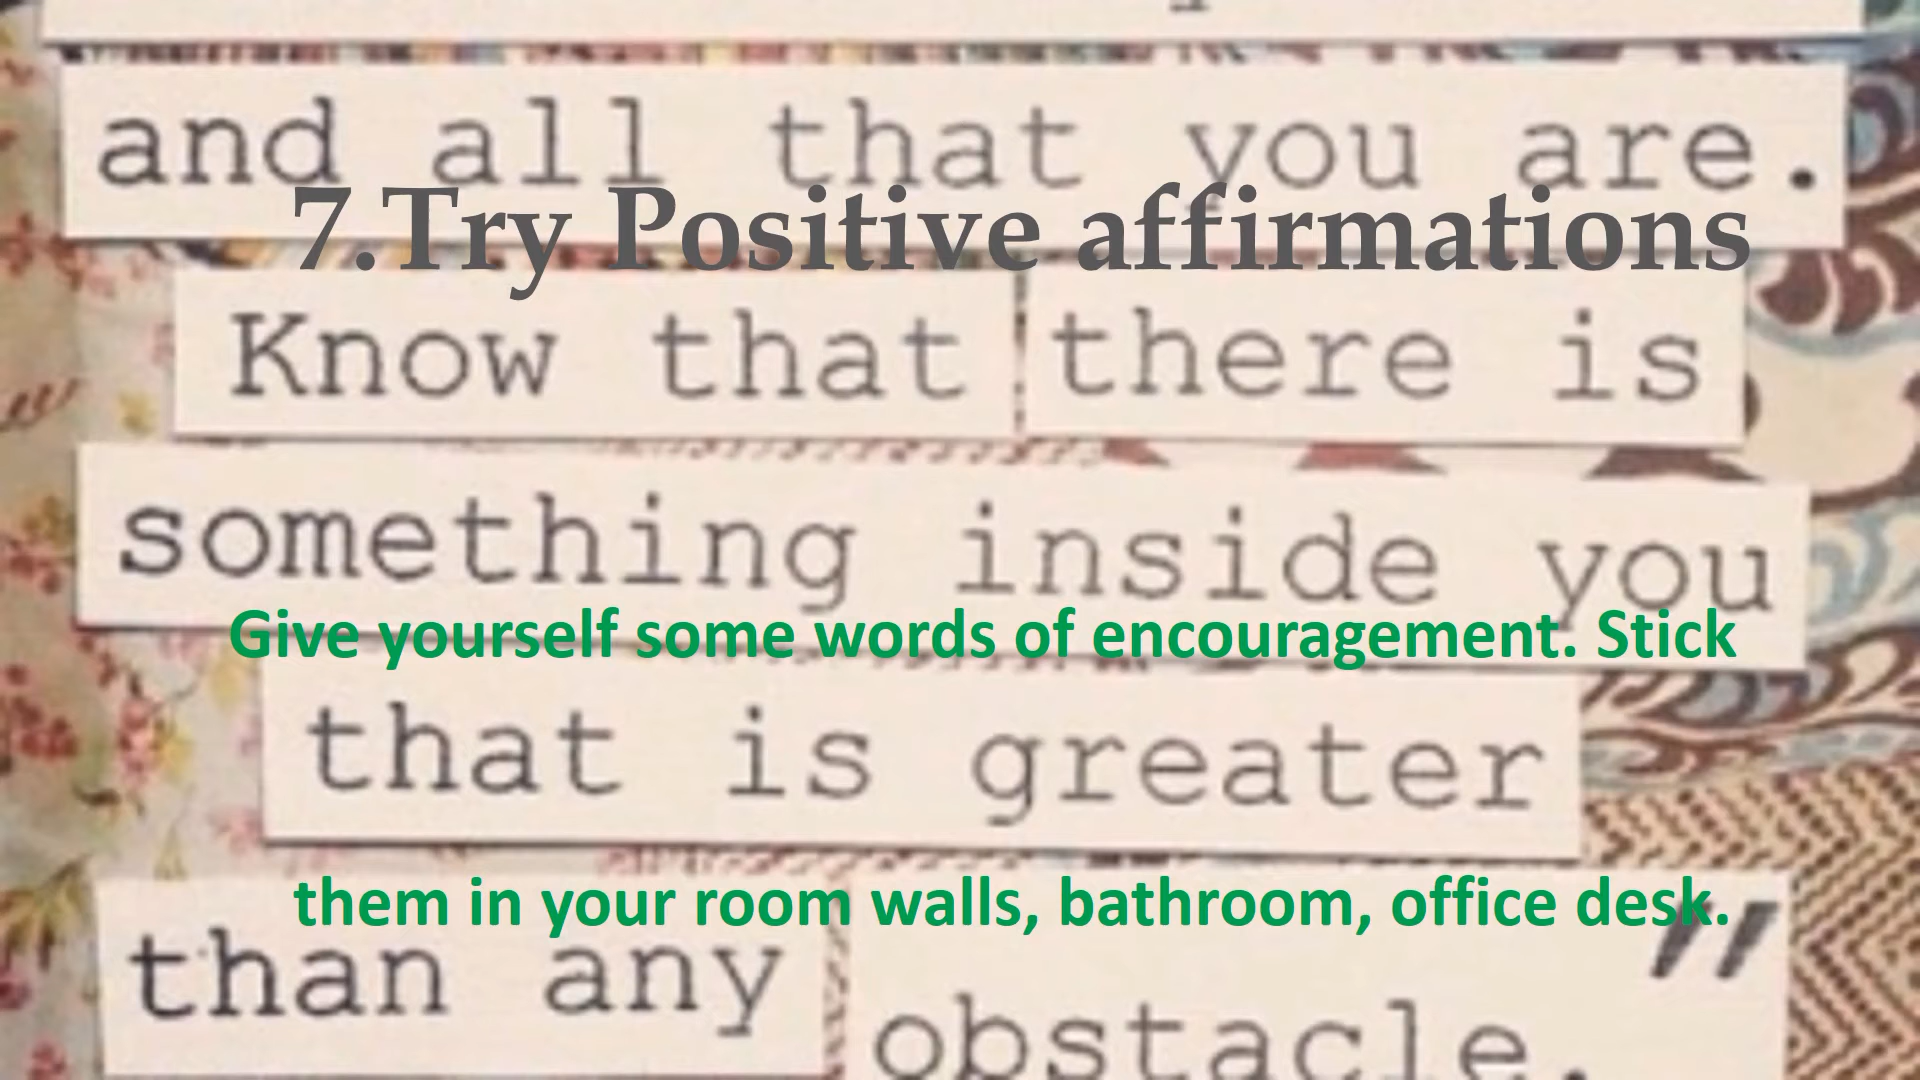 and all that you are.
7.Try Positive affirmations
Know that there is
something inside you
Give yourself some words of encouragement. Stick
that is greater
them in your room walls, bathroom, office desk.
than any
obstacle."